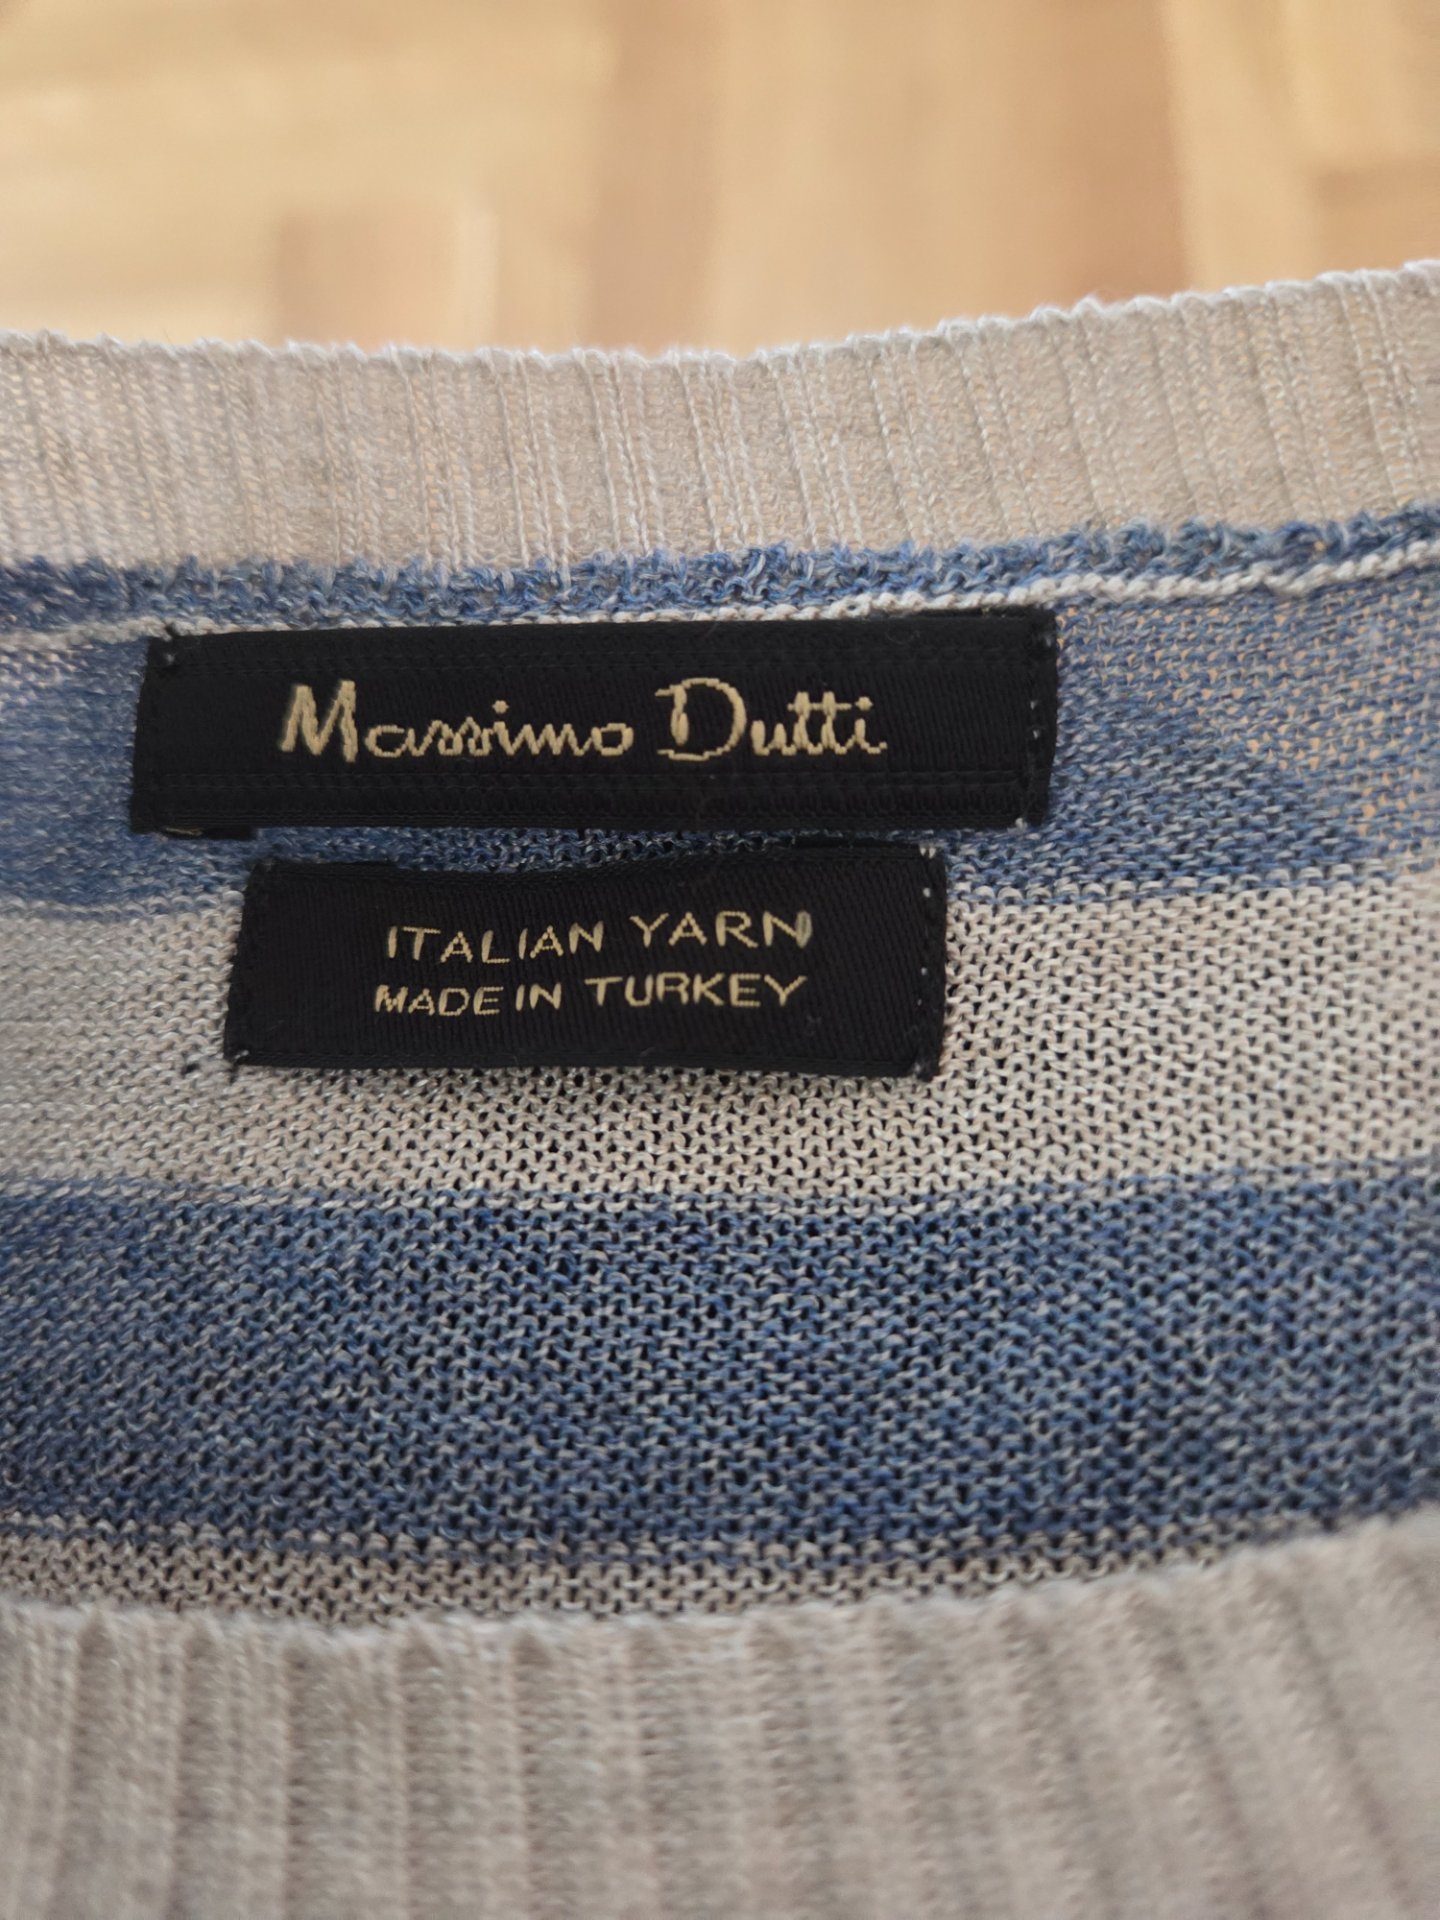 Massimo Dutti
ITALIAN YARN
MADE IN TURKEY